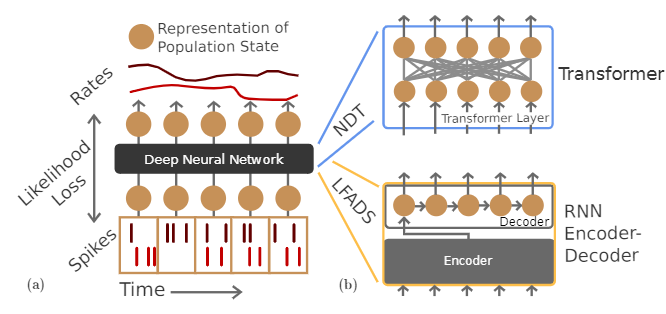 Representation of
Population State
Rates
Likelihood
Loss
Deep Neural Network
Spikes
Time
(a)
NDT
LFADS
Transformer
Transformer Layer
Decoder
Encoder
RNN
Encoder-
Decoder
(b)